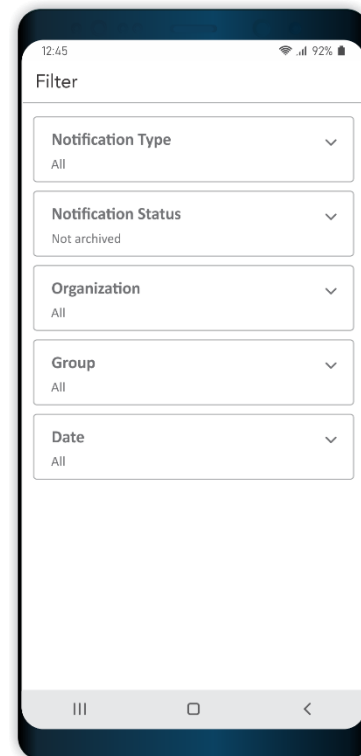 12:45 92%
Filter
Notification Type
All
Notification Status
Not archived
Organization
All
Group
All
Date
All